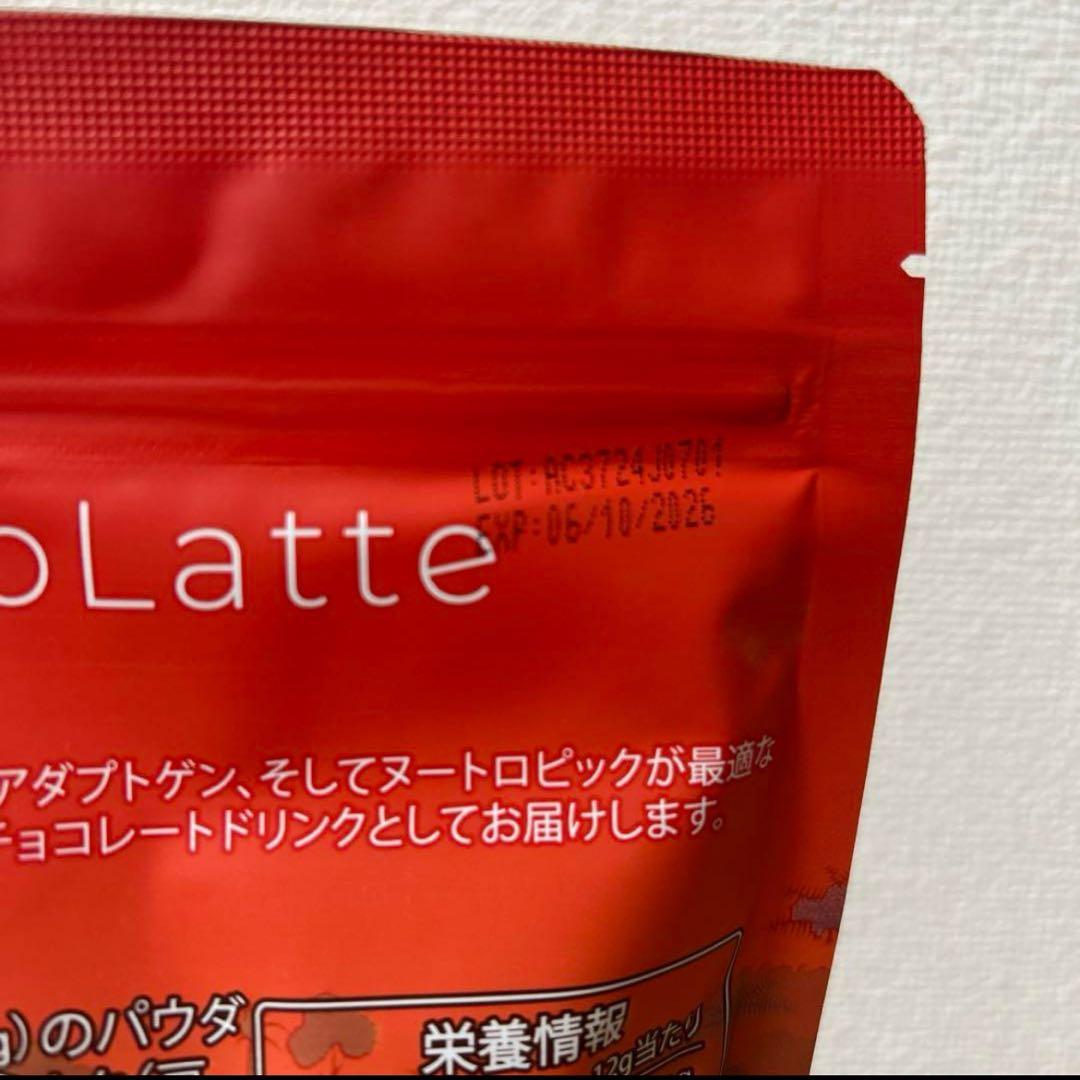 LOT:AC3724J0701
EXP:06/10/2026
oLatte
アダプトゲン、そしてヌートロピックが最適な
チョコレートドリンクとしてお届けします。
g)のパウダ
栄養情報
12g当たり